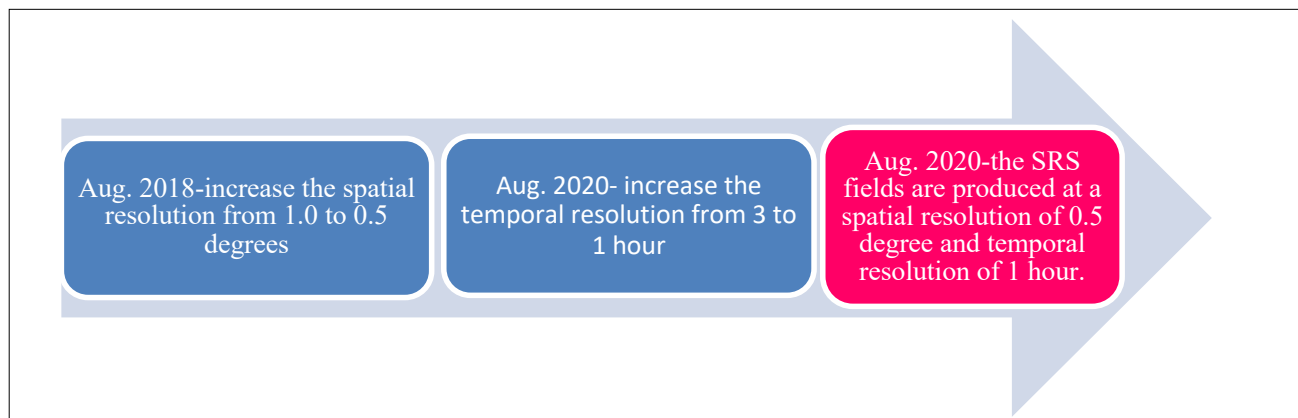 Aug. 2018-increase the spatial
resolution from 1.0 to 0.5
degrees
Aug. 2020- increase the
temporal resolution from 3 to
1 hour
Aug. 2020-the SRS
fields are produced at a
spatial resolution of 0.5
degree and temporal
resolution of 1 hour.